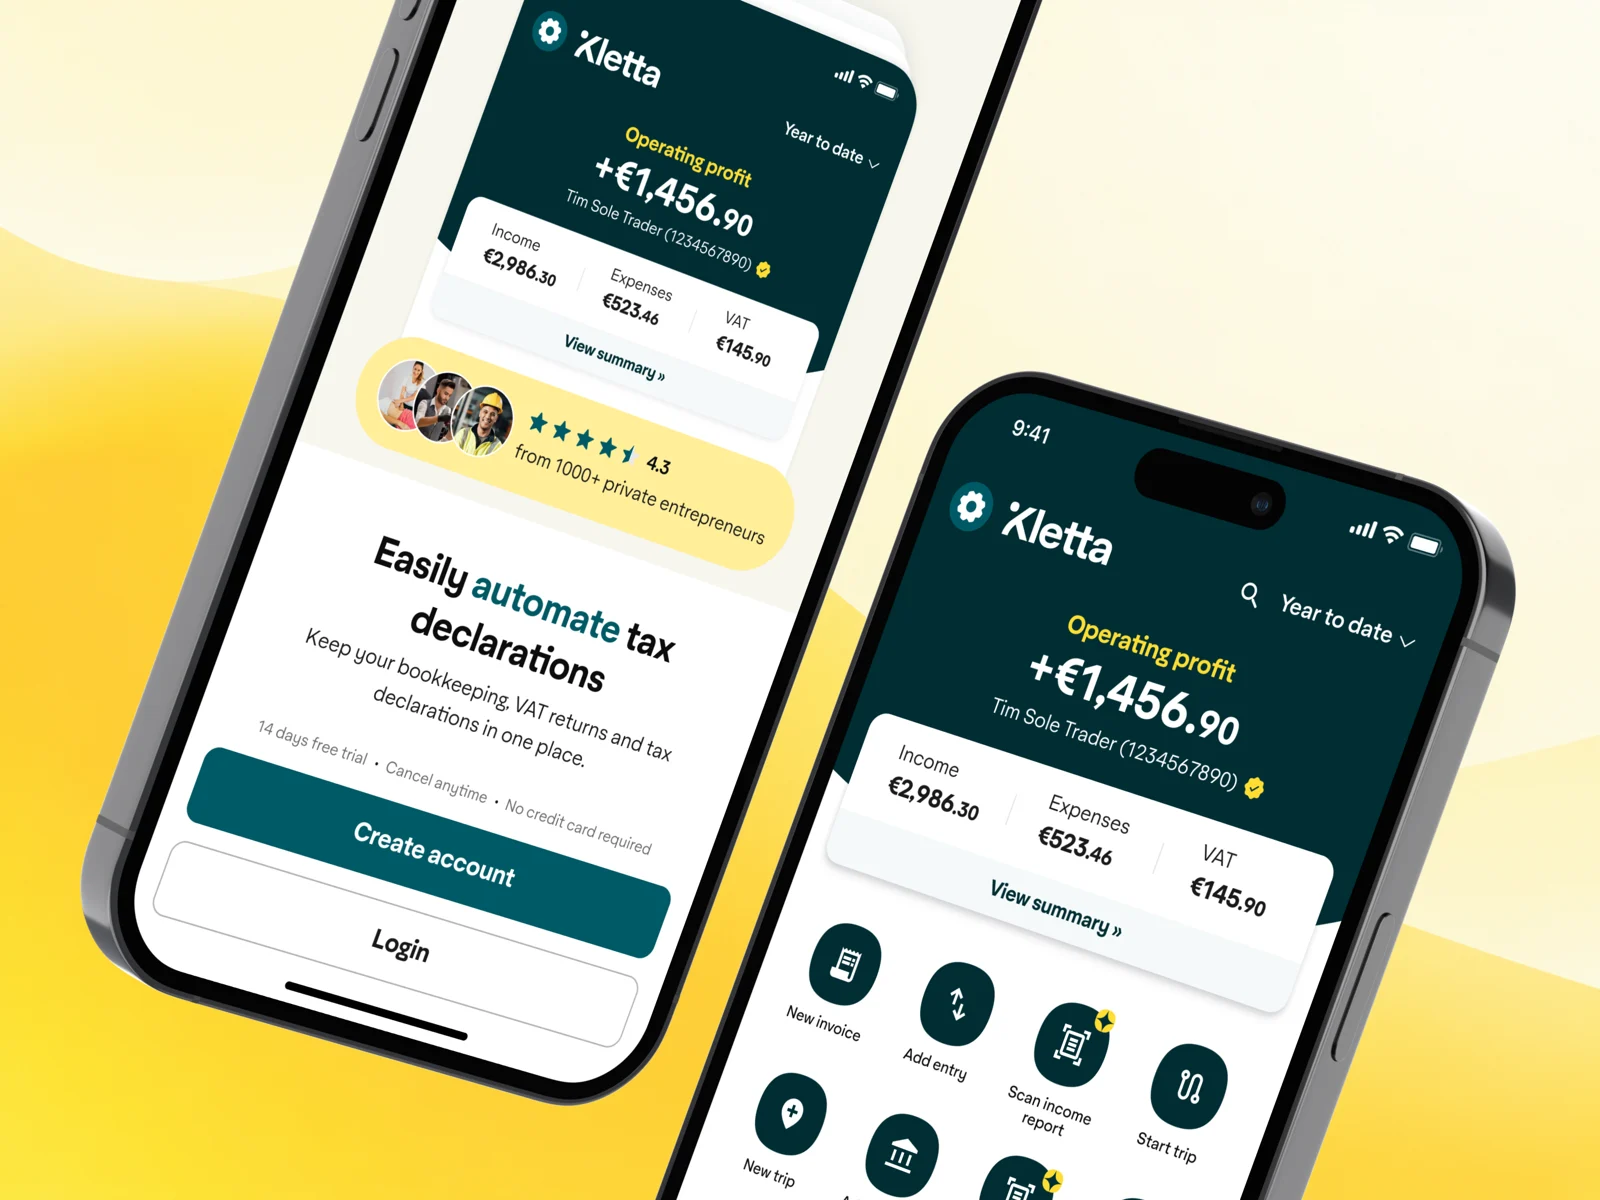 Kletta
Year to date
Operating profit
+€1,456.90
Tim Sole Trader (1234567890)
Income
€2,986.30
Expenses
€523.46
VAT
€145.90
View summary »
4.3
from 1000+ private entrepreneurs
Easily automate tax
declarations
Keep your bookkeeping, VAT returns and tax
declarations in one place.
14 days free trial • Cancel anytime • No credit card required
Create account
Login
9:41
Kletta
Year to date
Operating profit
+€1,456.90
Tim Sole Trader (1234567890)
Income
€2,986.30
Expenses
€523.46
VAT
€145.90
View summary »
New invoice
Add entry
Scan income
report
Start trip
New trip